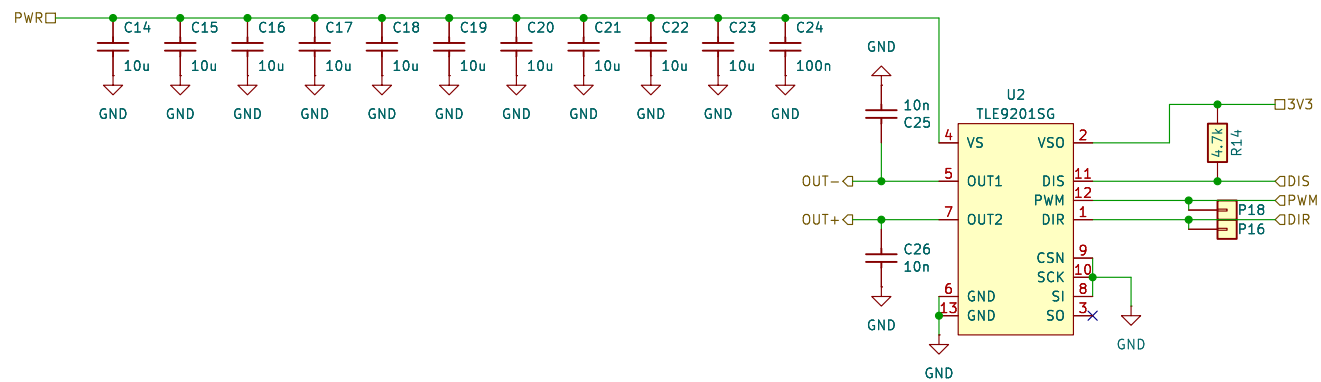 PWR
C14 C15 C16 C17 C18 C19 C20 C21 C22 C23 C24
10u 10u 10u 10u 10u 10u 10u 10u 10u 10u 100n
GND GND GND GND GND GND GND GND GND GND GND
GND
10n
C25
U2
TLE9201SG
4 VS VSO 2
3V3
4.7k
R14
OUT-
5 OUT1 DIS 11
DIS
PWM 12
PWM
P18
OUT+
7 OUT2 DIR 1
DIR
P16
C26
10n
GND
CSN 9
SCK 10
6 GND SI 8
13 GND SO 3
GND
GND